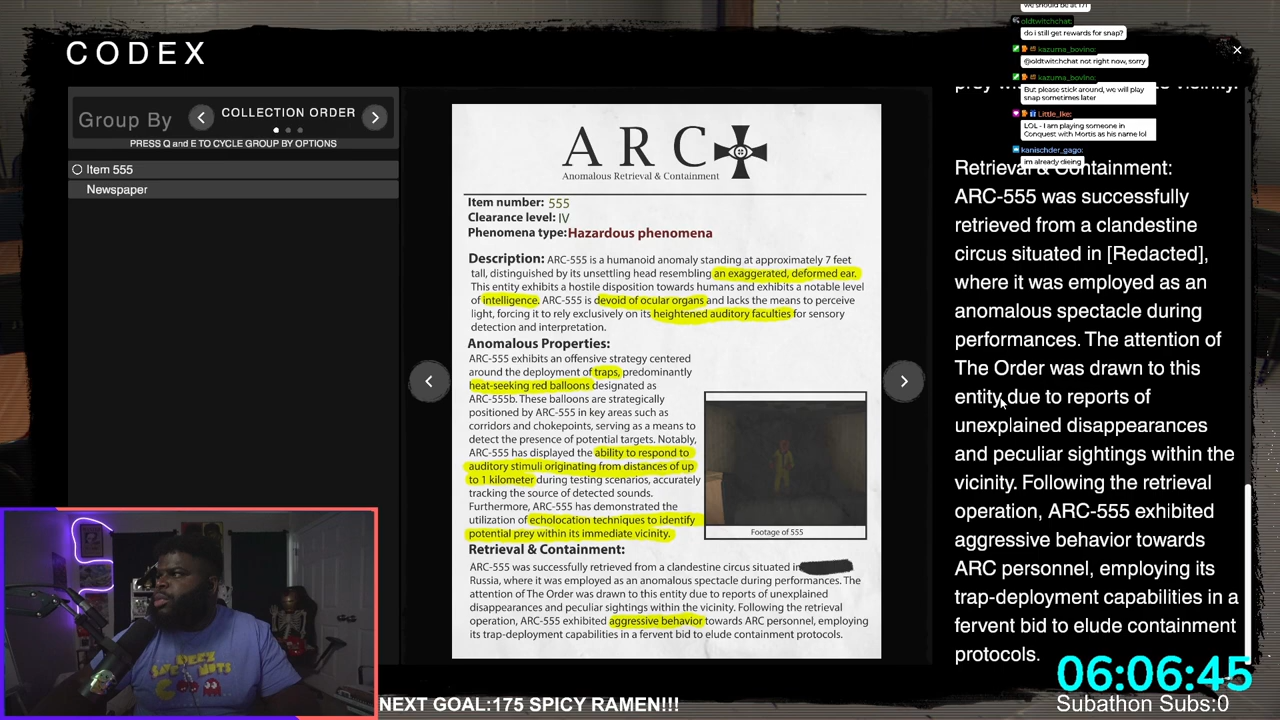 we should be at 171
oldtwitchchat:
do i still get rewards for snap?
kazuma_bovino:
@oldtwitchchat not right now, sorry
kazuma_bovino:
But please stick around, we will play
snap sometimes later
Little_Ike:
LOL - I am playing someone in
Conquest with Mortis as his name lol
kanischder_gago:
im already dieing
CODEX
Group By
COLLECTION ORDER
PRESS Q and E TO CYCLE GROUP BY OPTIONS
Item 555
Newspaper
ARC
Anomalous Retrieval & Containment
Item number: 555
Clearance level: IV
Phenomena type: Hazardous phenomena
Description: ARC-555 is a humanoid anomaly standing at approximately 7 feet
tall, distinguished by its unsettling head resembling an exaggerated, deformed ear.
This entity exhibits a hostile disposition towards humans and exhibits a notable level
of intelligence. ARC-555 is devoid of ocular organs and lacks the means to perceive
light, forcing it to rely exclusively on its heightened auditory faculties for sensory
detection and interpretation.
Anomalous Properties:
ARC-555 exhibits an offensive strategy centered
around the deployment of traps, predominantly
heat-seeking red balloons designated as
ARC-555b. These balloons are strategically
positioned by ARC-555 in key areas such as
corridors and chokepoints, serving as a means to
detect the presence of potential targets. Notably,
ARC-555 has displayed the ability to respond to
auditory stimuli originating from distances of up
to 1 kilometer during testing scenarios, accurately
tracking the source of detected sounds.
Furthermore, ARC-555 has demonstrated the
utilization of echolocation techniques to identify
potential prey within its immediate vicinity.
Footage of 555
Retrieval & Containment:
ARC-555 was successfully retrieved from a clandestine circus situated in
Russia, where it was employed as an anomalous spectacle during performances. The
attention of The Order was drawn to this entity due to reports of unexplained
disappearances and peculiar sightings within the vicinity. Following the retrieval
operation, ARC-555 exhibited aggressive behavior towards ARC personnel, employing
its trap-deployment capabilities in a fervent bid to elude containment protocols.
vicinity.
Retrieval & Containment:
ARC-555 was successfully
retrieved from a clandestine
circus situated in [Redacted],
where it was employed as an
anomalous spectacle during
performances. The attention of
The Order was drawn to this
entity due to reports of
unexplained disappearances
and peculiar sightings within the
vicinity. Following the retrieval
operation, ARC-555 exhibited
aggressive behavior towards
ARC personnel, employing its
trap-deployment capabilities in a
fervent bid to elude containment
protocols.
06:06:45
Subathon Subs:0
NEXT GOAL:175 SPICY RAMEN!!!